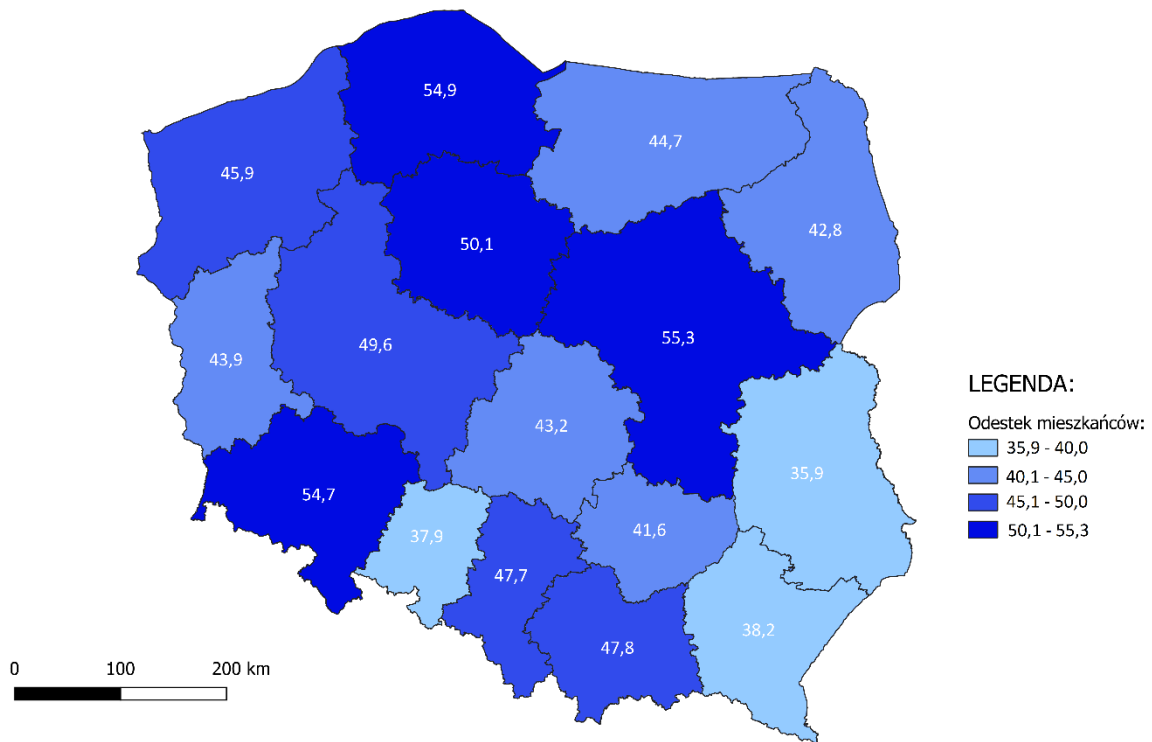 54,9
44,7
45,9
42,8
50,1
55,3
49,6
43,9
43,2
35,9
54,7
41,6
37,9
47,7
38,2
47,8
LEGENDA:
Odestek mieszkańców:
35,9 - 40,0
40,1 - 45,0
45,1 - 50,0
50,1 - 55,3
0 100 200 km